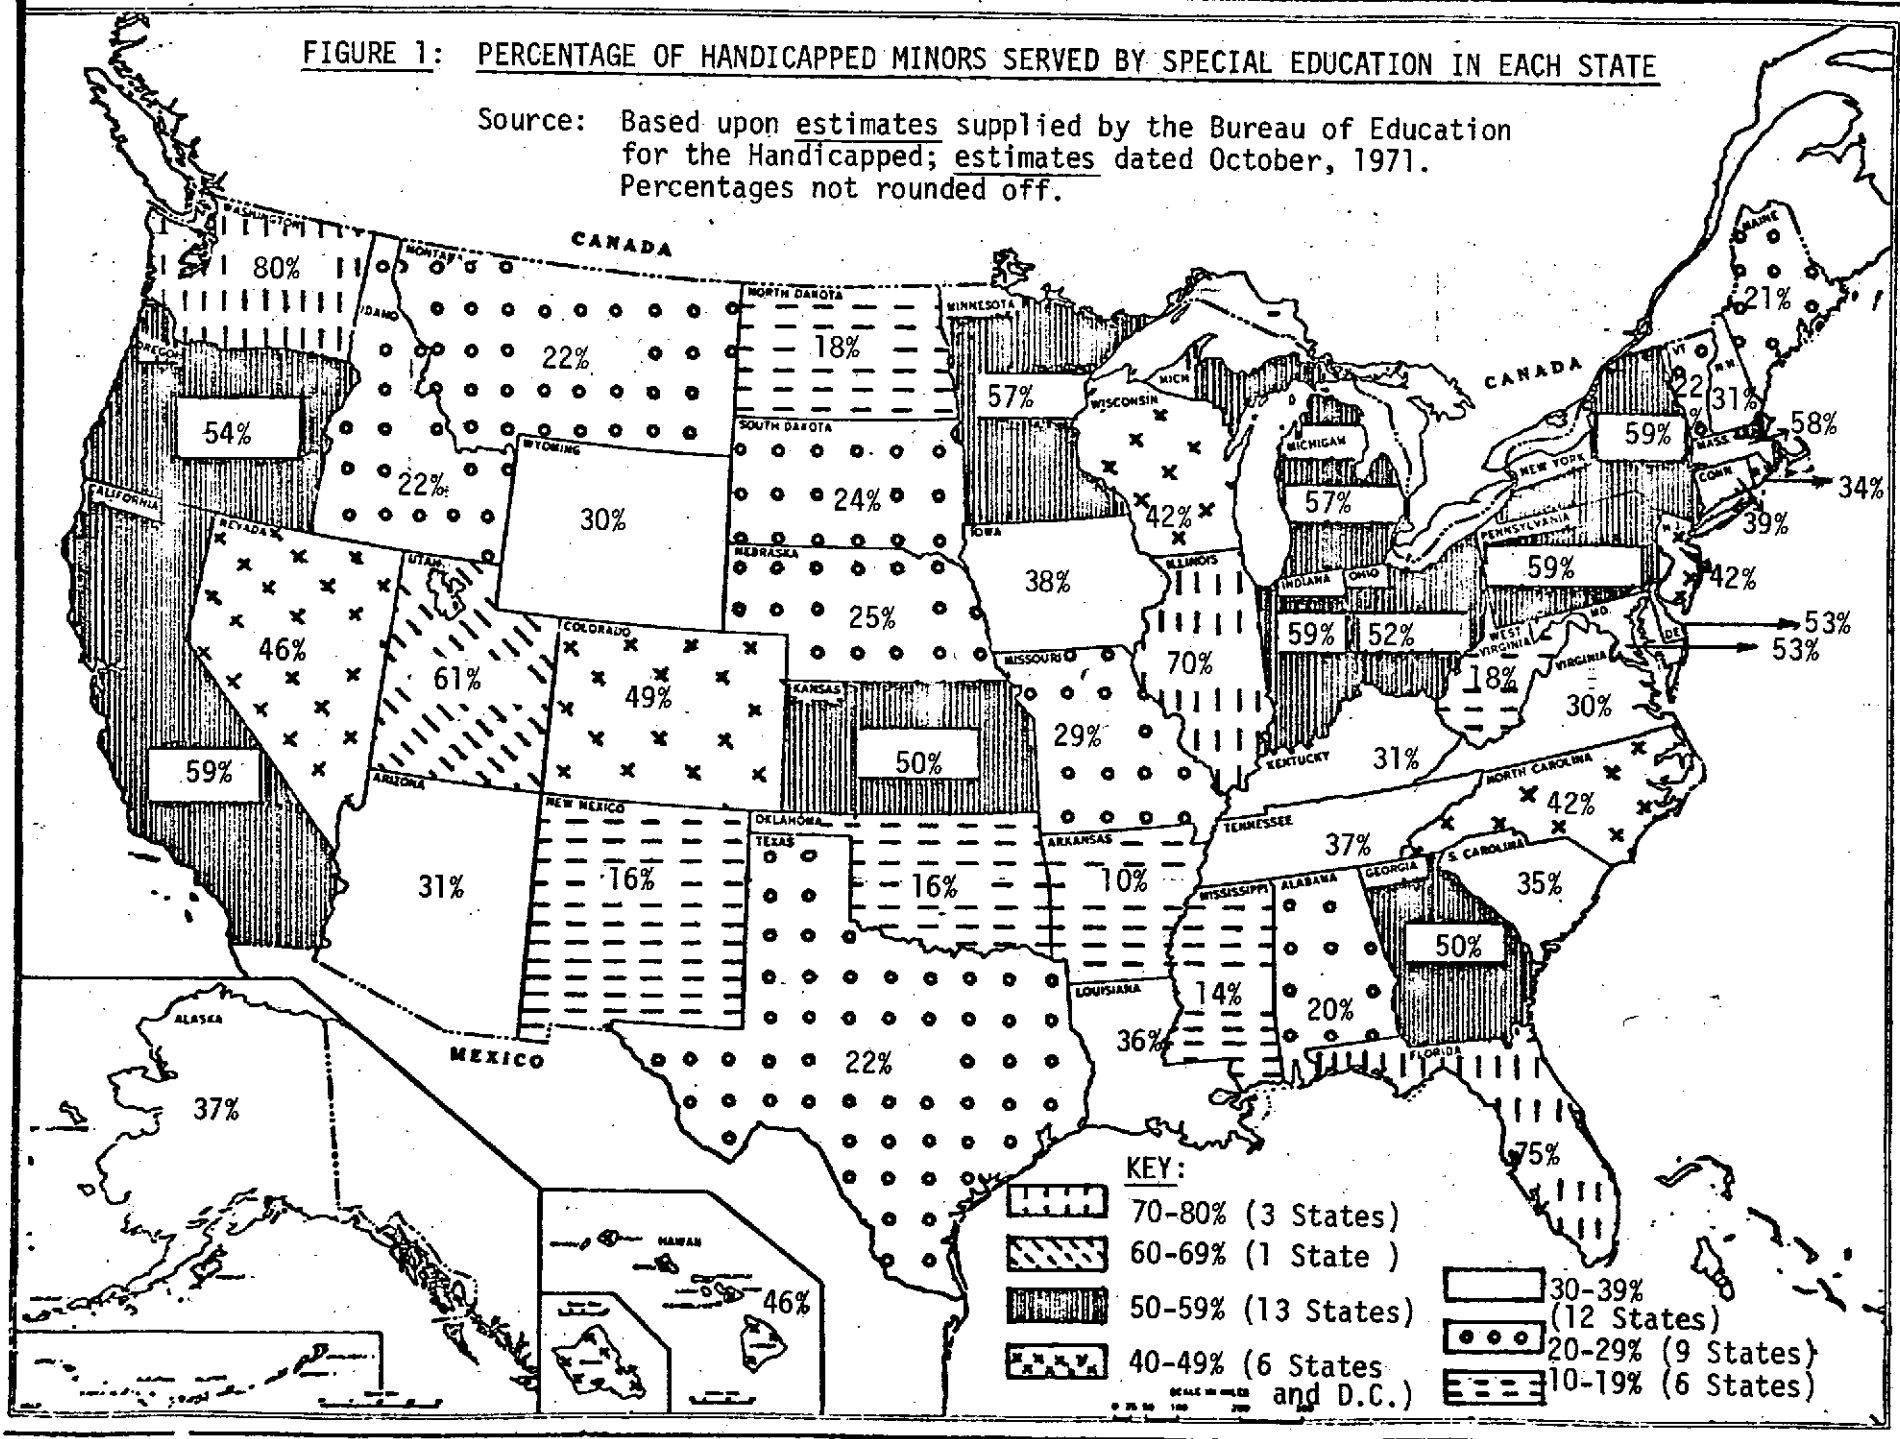 FIGURE 1: PERCENTAGE OF HANDICAPPED MINORS SERVED BY SPECIAL EDUCATION IN EACH STATE
Source: Based upon estimates supplied by the Bureau of Education
for the Handicapped; estimates dated October, 1971.
Percentages not rounded off.
CANADA
WASHINGTON
80%
MONTANA
22%
IDAHO
22%
OREGON
54%
NORTH DAKOTA
18%
MINNESOTA
57%
SOUTH DAKOTA
24%
WYOMING
30%
CALIFORNIA
59%
NEVADA
46%
UTAH
61%
COLORADO
49%
NEBRASKA
25%
KANSAS
50%
IOWA
38%
MISSOURI
29%
WISCONSIN
42%
MICH
MICHIGAN
57%
ILLINOIS
70%
INDIANA
59%
OHIO
52%
KENTUCKY
31%
TENNESSEE
37%
CANADA
MAINE
21%
VT
22
%
N.H.
31%
MASS
58%
CONN
R.I.
34%
39%
NEW YORK
59%
PENNSYLVANIA
59%
N.J.
42%
MD.
DE
53%
53%
WEST
VIRGINIA
18%
VIRGINIA
30%
NORTH CAROLINA
42%
S. CAROLINA
35%
GEORGIA
50%
ALABAMA
20%
MISSISSIPPI
14%
FLORIDA
75%
ARIZONA
31%
NEW MEXICO
16%
OKLAHOMA
16%
TEXAS
22%
ARKANSAS
10%
LOUISIANA
36%
MEXICO
ALASKA
37%
HAWAII
46%
KEY:
70-80% (3 States)
60-69% (1 State )
50-59% (13 States)
40-49% (6 States
and D.C.)
30-39%
(12 States)
20-29% (9 States)
10-19% (6 States)
SCALE IN MILES